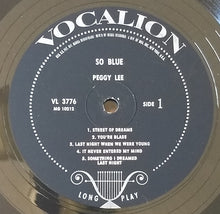 VOCALION
SO BLUE
PEGGY LEE
VL 3776
MG 10212
SIDE 1
1. STREET OF DREAMS
2. YOU'RE BLASE
3. LAST NIGHT WHEN WE WERE YOUNG
4. IT NEVER ENTERED MY MIND
5. SOMETHING I DREAMED
LAST NIGHT
LONG PLAY